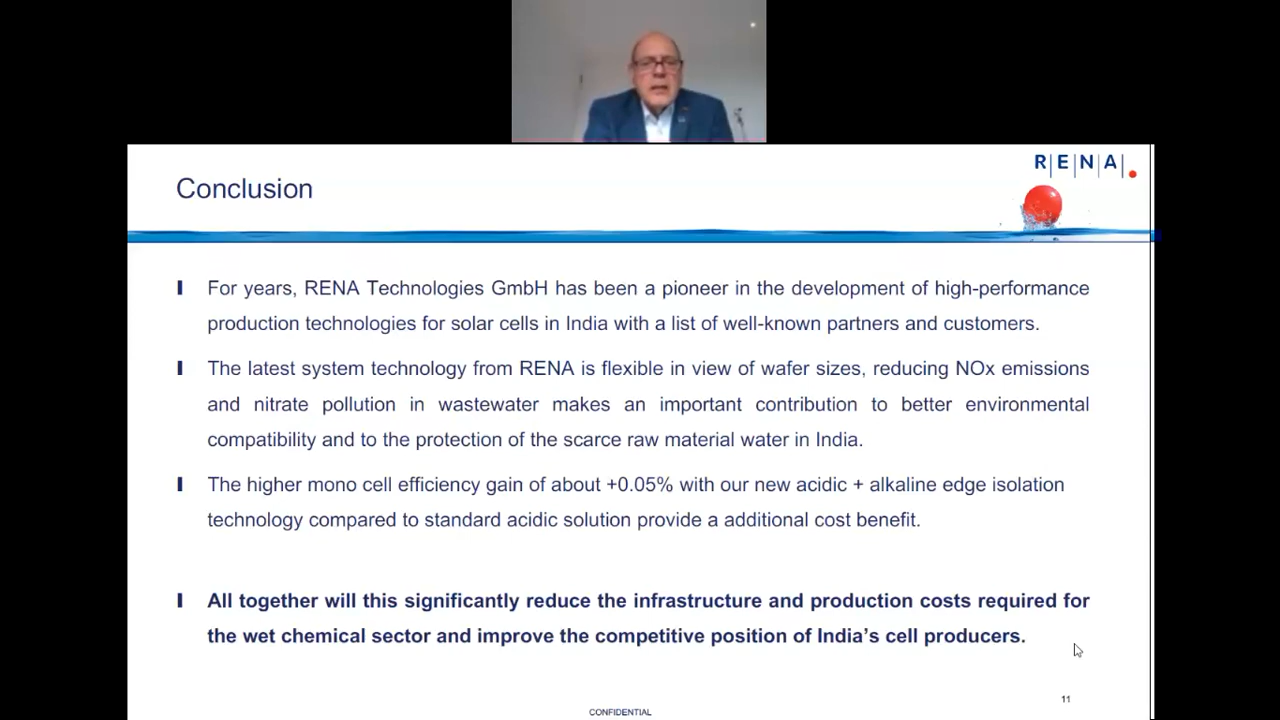 R|E|N|A|.
Conclusion
For years, RENA Technologies GmbH has been a pioneer in the development of high-performance
production technologies for solar cells in India with a list of well-known partners and customers.
The latest system technology from RENA is flexible in view of wafer sizes, reducing NOx emissions
and nitrate pollution in wastewater makes an important contribution to better environmental
compatibility and to the protection of the scarce raw material water in India.
The higher mono cell efficiency gain of about +0.05% with our new acidic + alkaline edge isolation
technology compared to standard acidic solution provide a additional cost benefit.
All together will this significantly reduce the infrastructure and production costs required for
the wet chemical sector and improve the competitive position of India’s cell producers.
11
CONFIDENTIAL